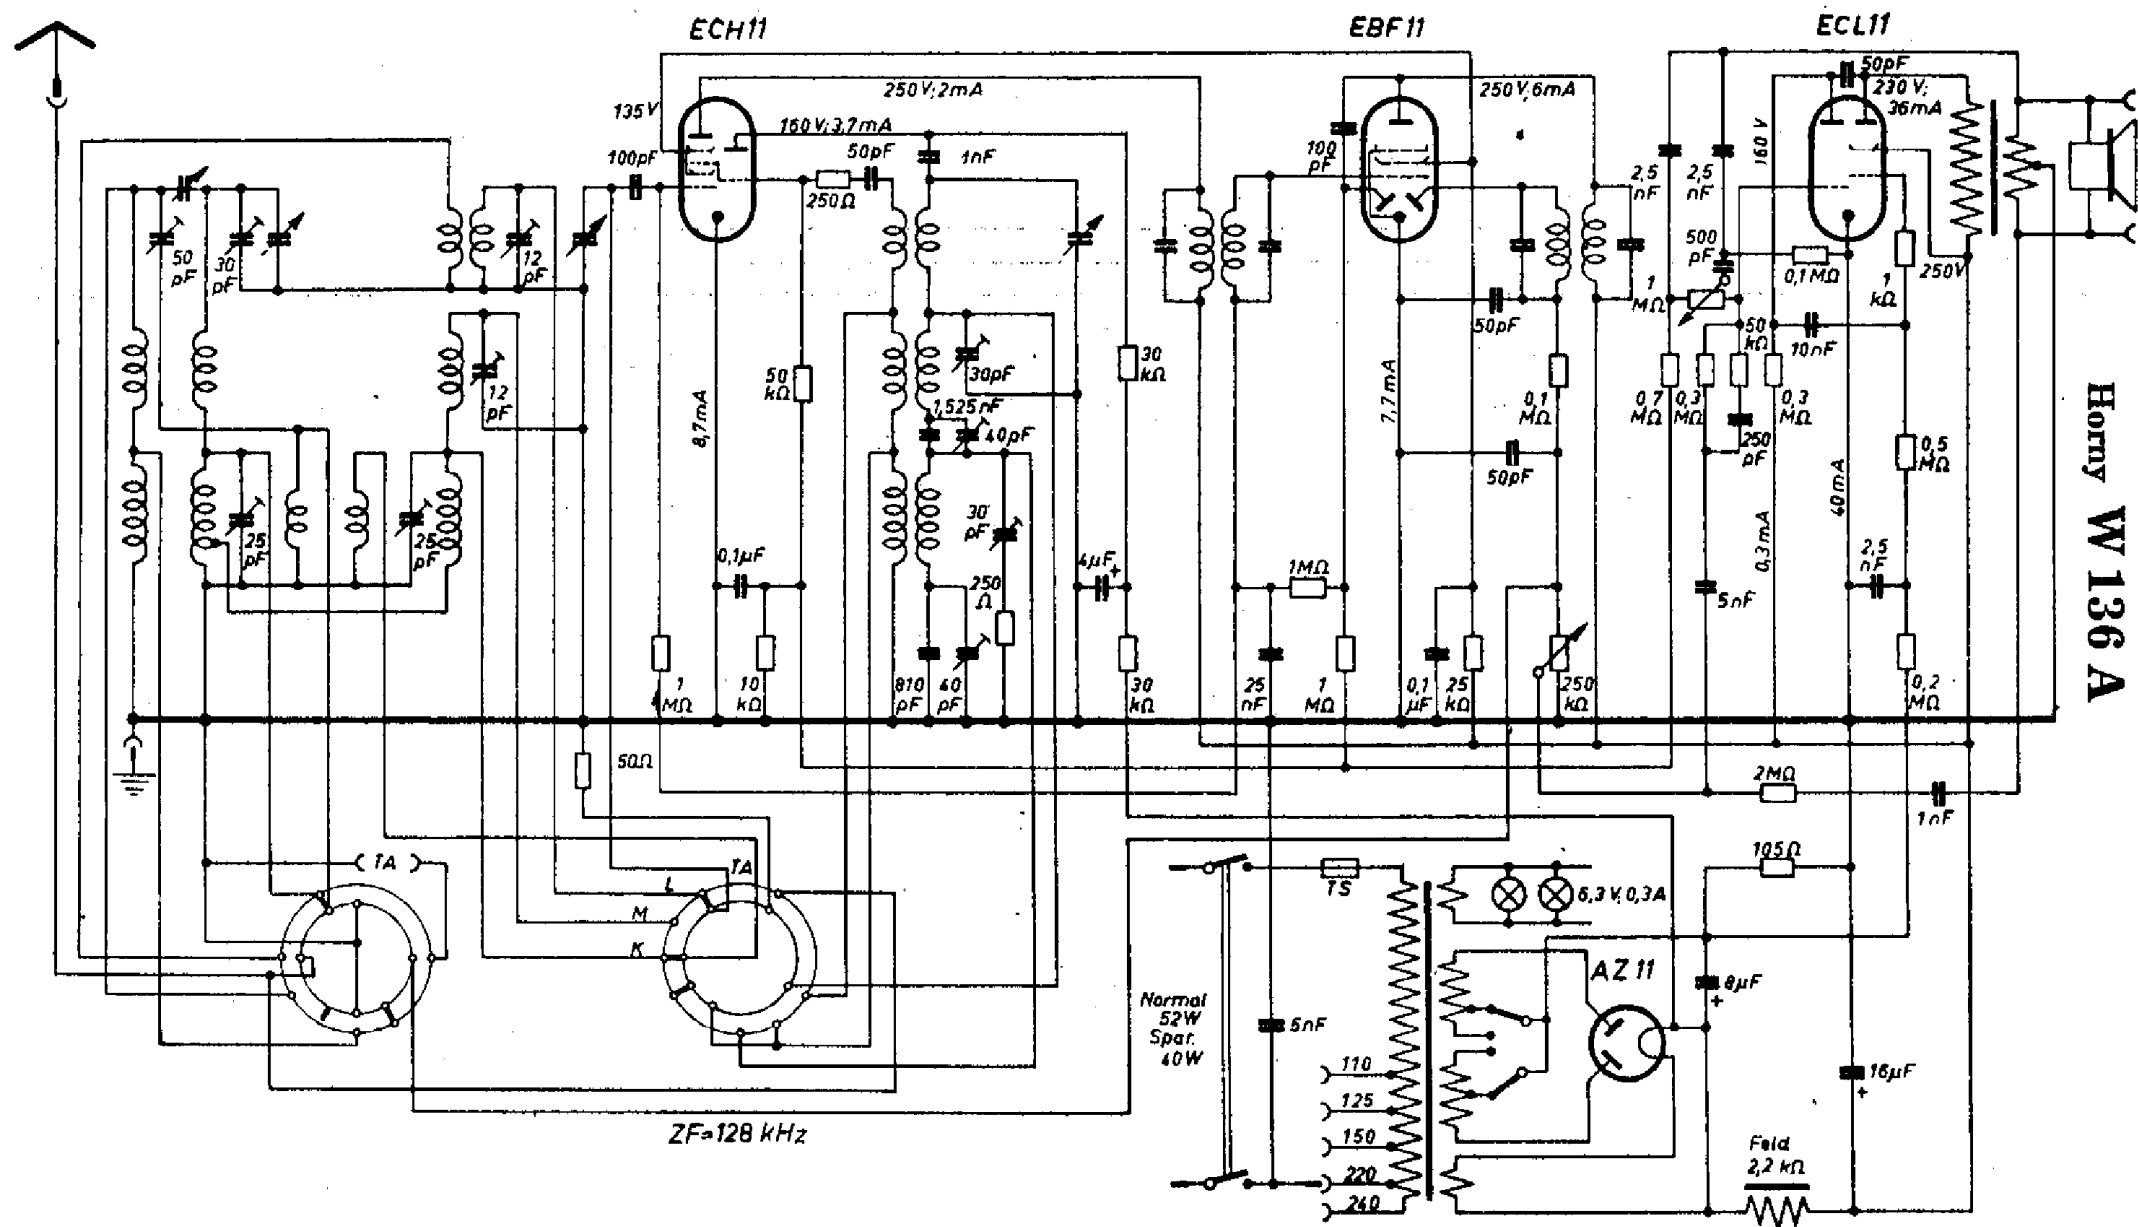 ECH11
EBF11
ECL11
135V
250V; 2mA
250V; 6mA
50pF
230V;
36mA
160V; 3,7mA
100pF
50pF
1nF
250Ω
100
pF
2,5
nF
2,5
nF
160V
50
pF
30
pF
12
pF
500
pF
0,1MΩ
250V
1
MΩ
1
kΩ
50pF
50
kΩ
10nF
12
pF
50
kΩ
30pF
30
kΩ
8,7mA
7,7mA
0,1
MΩ
0,7
MΩ
0,3
MΩ
0,3
MΩ
1,525nF
40pF
250
pF
0,5
MΩ
50pF
40mA
25
pF
25
pF
30
pF
0,3mA
2,5
nF
0,1µF
4µF +
1MΩ
250
Ω
5nF
1
MΩ
10
kΩ
810
pF
40
pF
30
kΩ
25
nF
1
MΩ
0,1
µF
25
kΩ
250
kΩ
0,2
MΩ
Horny W 136 A
50Ω
2MΩ
1nF
105Ω
TA
TA
L
M
K
TS
6,3V; 0,3A
AZ11
8µF
+
Normal
52W
Spar.
40W
5nF
110
125
150
220
240
16µF
+
ZF=128 kHz
Feld
2,2 kΩ